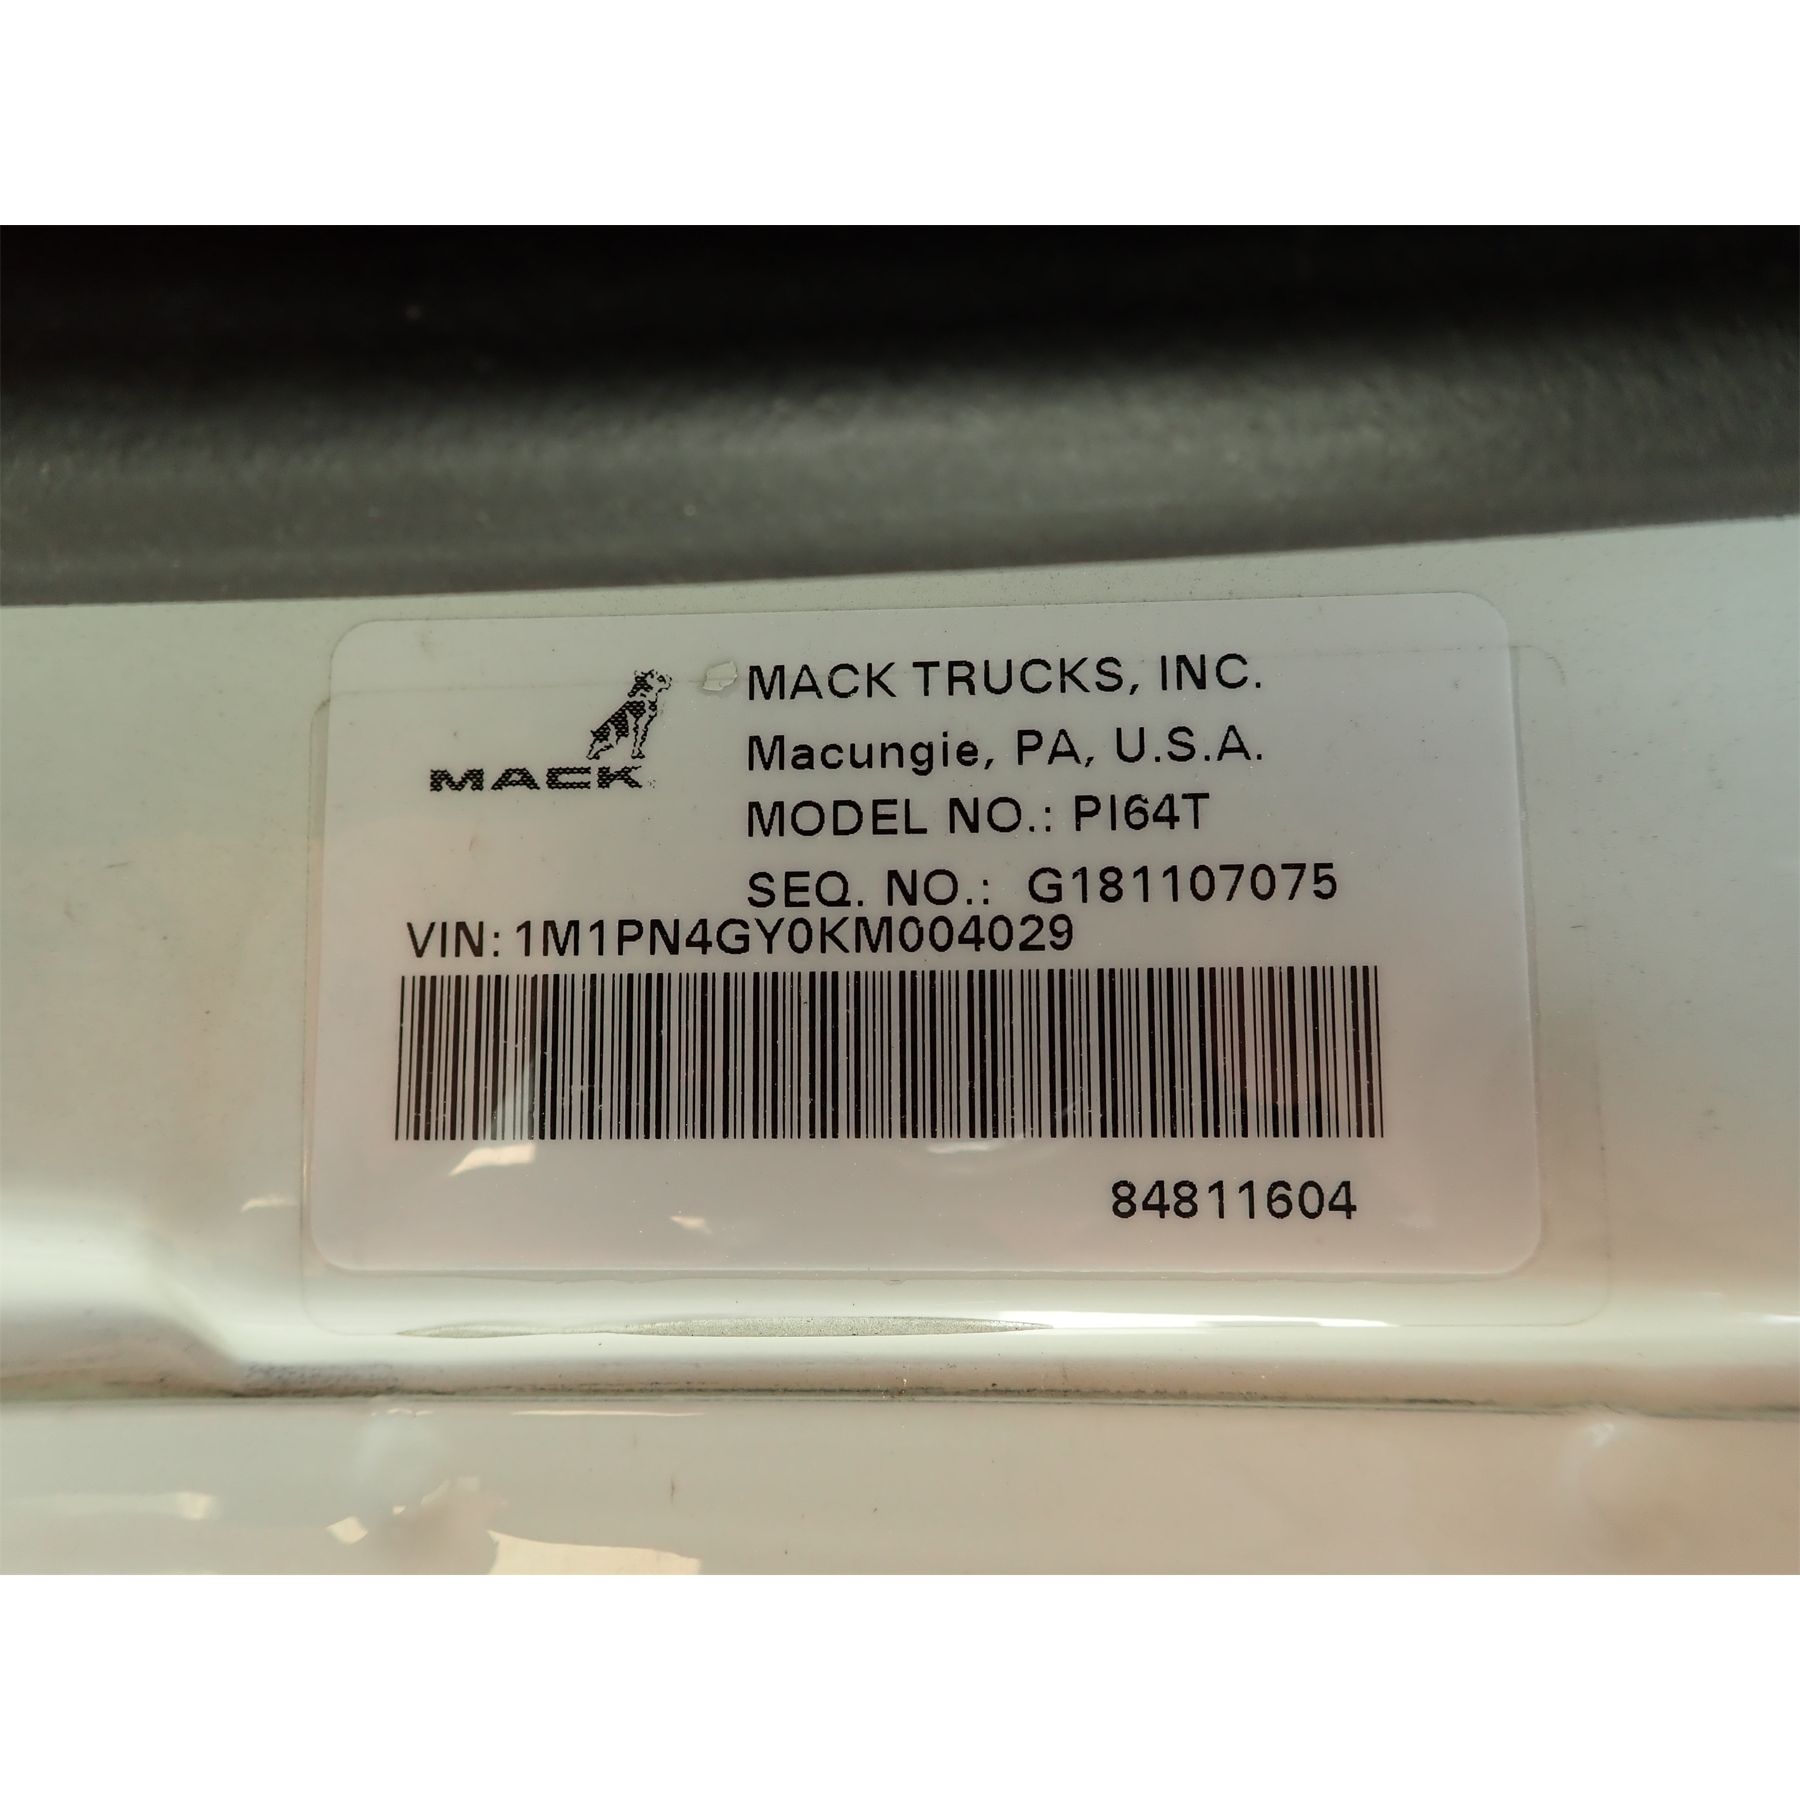 MACK
MACK TRUCKS, INC.
Macungie, PA, U.S.A.
MODEL NO.: PI64T
SEQ. NO.: G181107075
VIN: 1M1PN4GY0KM004029
84811604